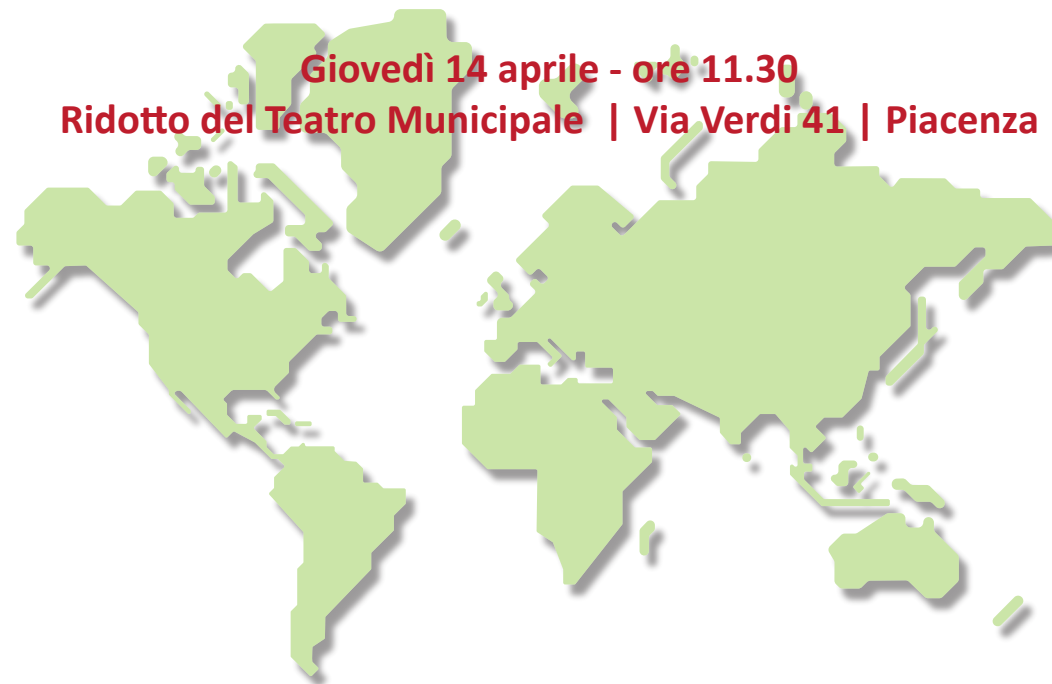 Giovedì 14 aprile - ore 11.30
Ridotto del Teatro Municipale | Via Verdi 41 | Piacenza